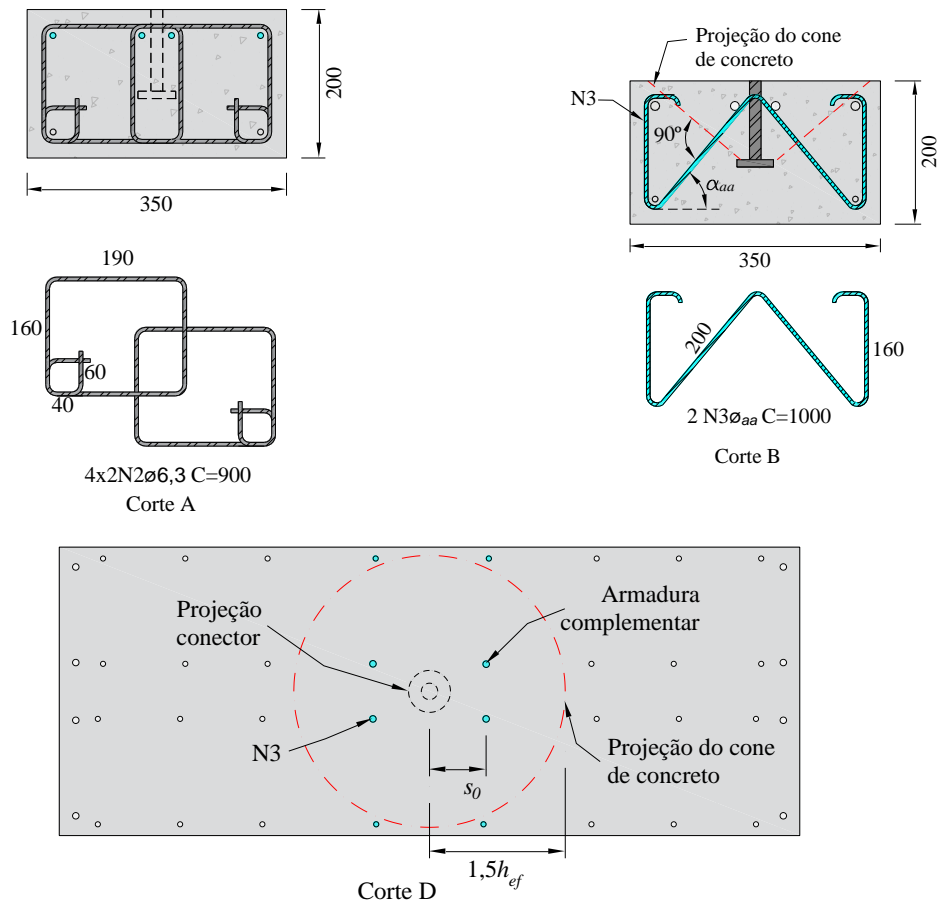 200
350
190
160
60
40
4x2N2ø6,3 C=900
Corte A
Projeção do cone
de concreto
N3
90º
αaa
200
350
200
160
2 N3øaa C=1000
Corte B
Projeção
conector
Armadura
complementar
N3
s0
Projeção do cone
de concreto
1,5hef
Corte D